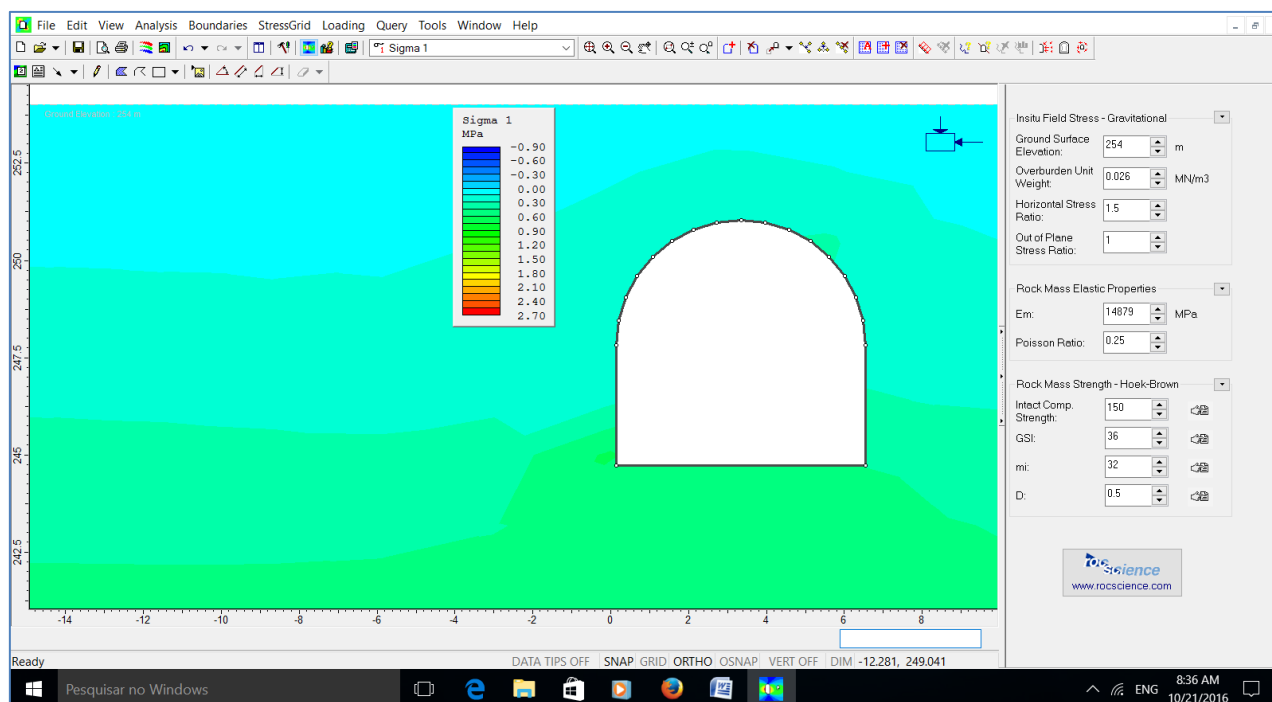 File Edit View Analysis Boundaries StressGrid Loading Query Tools Window Help
Sigma 1
Ground Elevation - 254 m
Sigma 1
MPa
-0.90
-0.60
-0.30
0.00
0.30
0.60
0.90
1.20
1.50
1.80
2.10
2.40
2.70
252.5
250
247.5
245
242.5
-14 -12 -10 -8 -6 -4 -2 0 2 4 6 8
Insitu Field Stress - Gravitational
Ground Surface
Elevation: 254 m
Overburden Unit
Weight: 0.026 MN/m3
Horizontal Stress
Ratio: 1.5
Out of Plane
Stress Ratio: 1
Rock Mass Elastic Properties
Em: 14879 MPa
Poisson Ratio: 0.25
Rock Mass Strength - Hoek-Brown
Intact Comp.
Strength: 150
GSI: 36
mi: 32
D: 0.5
rocscience
www.rocscience.com
Ready DATA TIPS OFF SNAP GRID ORTHO OSNAP VERT OFF DIM -12.281, 249.041
Pesquisar no Windows ENG 8:36 AM
10/21/2016